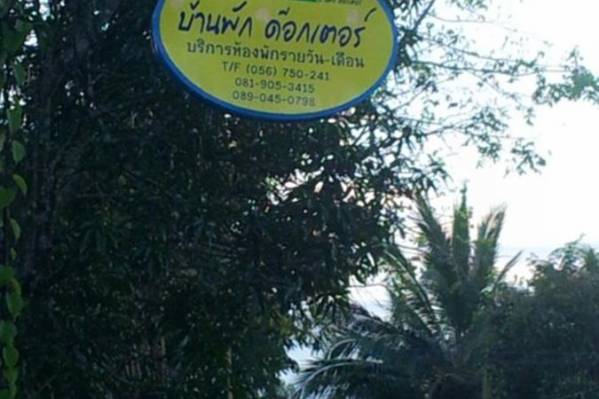 บ้านพัก ด๊อกเตอร์
บริการห้องพักรายวัน-เดือน
T/F (056) 750-241
081-905-3415
089-045-0798